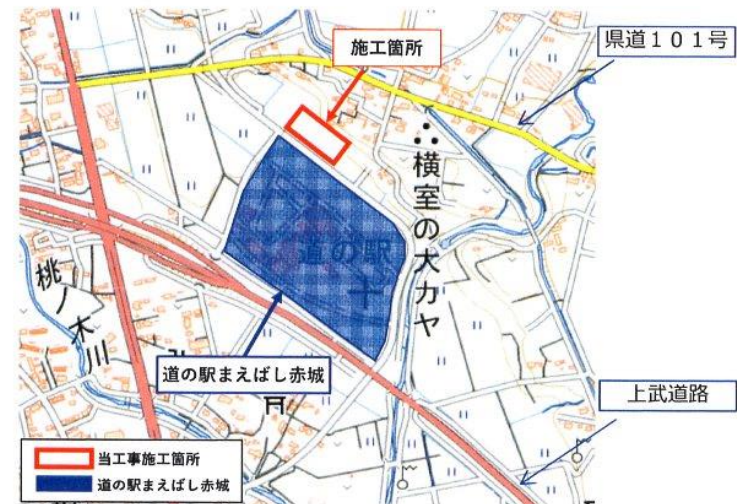 施工箇所
県道１０１号
横室の大カヤ
道の駅
桃ノ木川
道の駅まえばし赤城
上武道路
当工事施工箇所
道の駅まえばし赤城